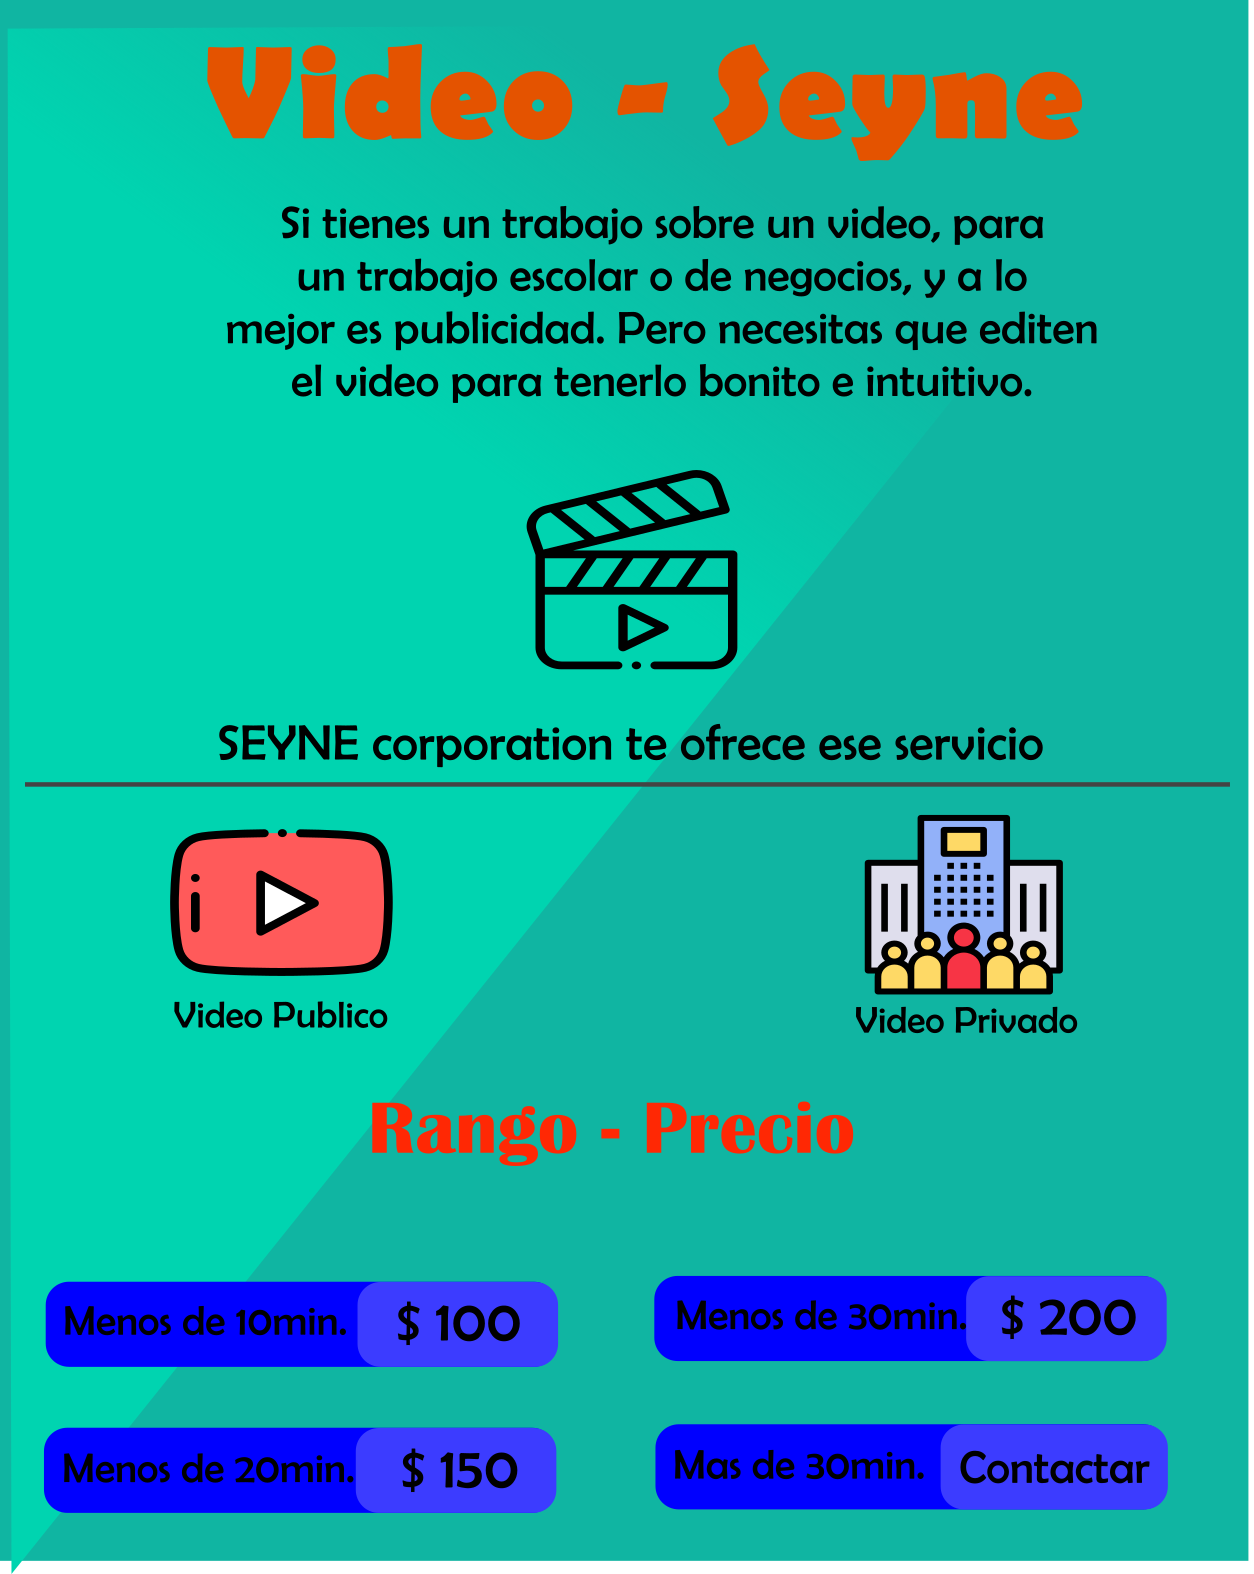 Video - Seyne
Si tienes un trabajo sobre un video, para
un trabajo escolar o de negocios, y a lo
mejor es publicidad. Pero necesitas que editen
el video para tenerlo bonito e intuitivo.
SEYNE corporation te ofrece ese servicio
Video Publico
Video Privado
Rango - Precio
Menos de 10min. $ 100
Menos de 30min. $ 200
Menos de 20min. $ 150
Mas de 30min. Contactar